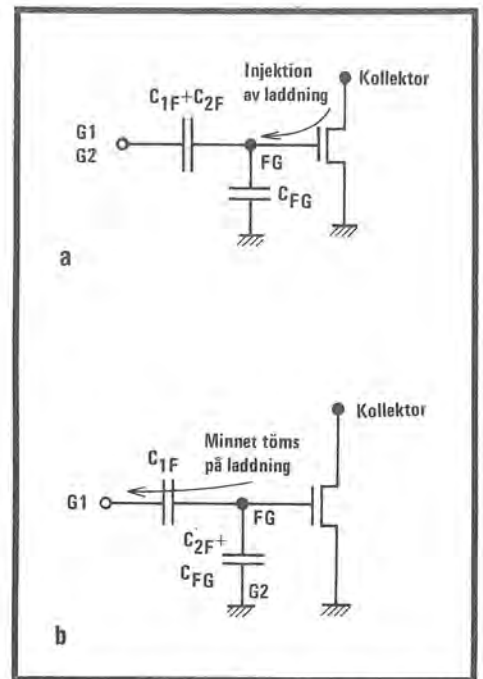 Injektion
av laddning
Kollektor
C1F+C2F
G1
G2
FG
CFG
a
Kollektor
Minnet töms
på laddning
C1F
G1
FG
C2F+
CFG
G2
b